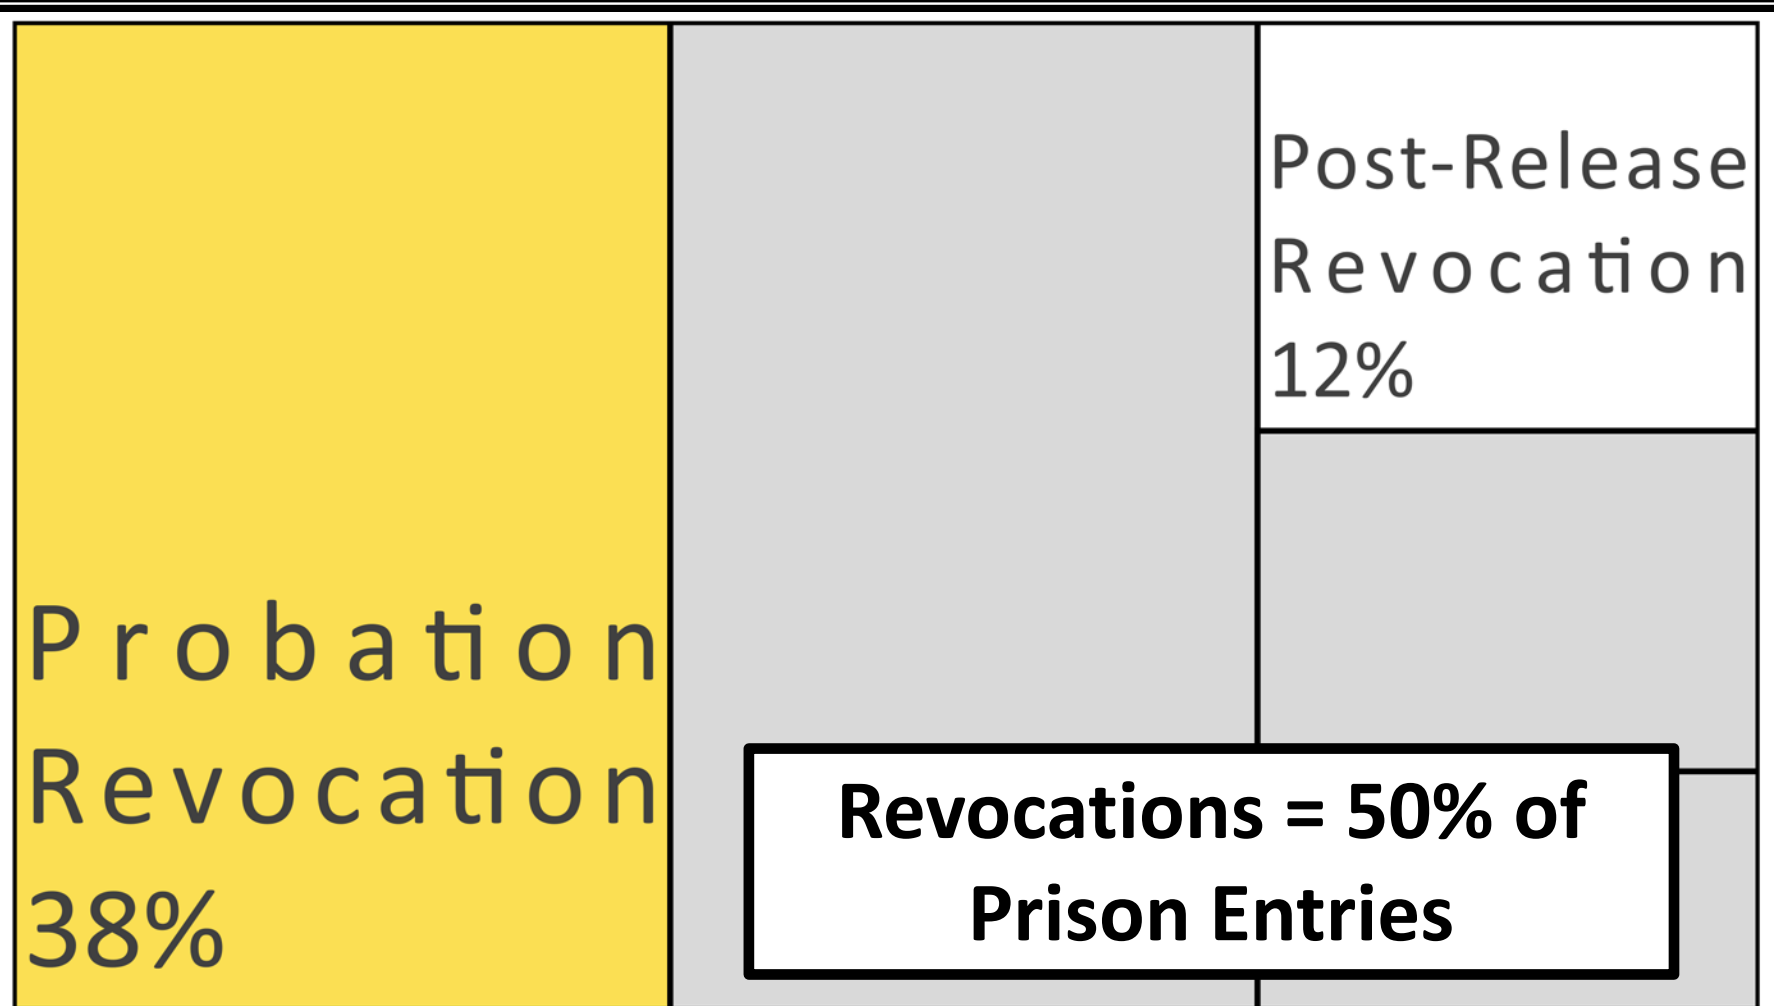 Probation
Revocation
38%
Post-Release
Revocation
12%
Revocations = 50% of
Prison Entries